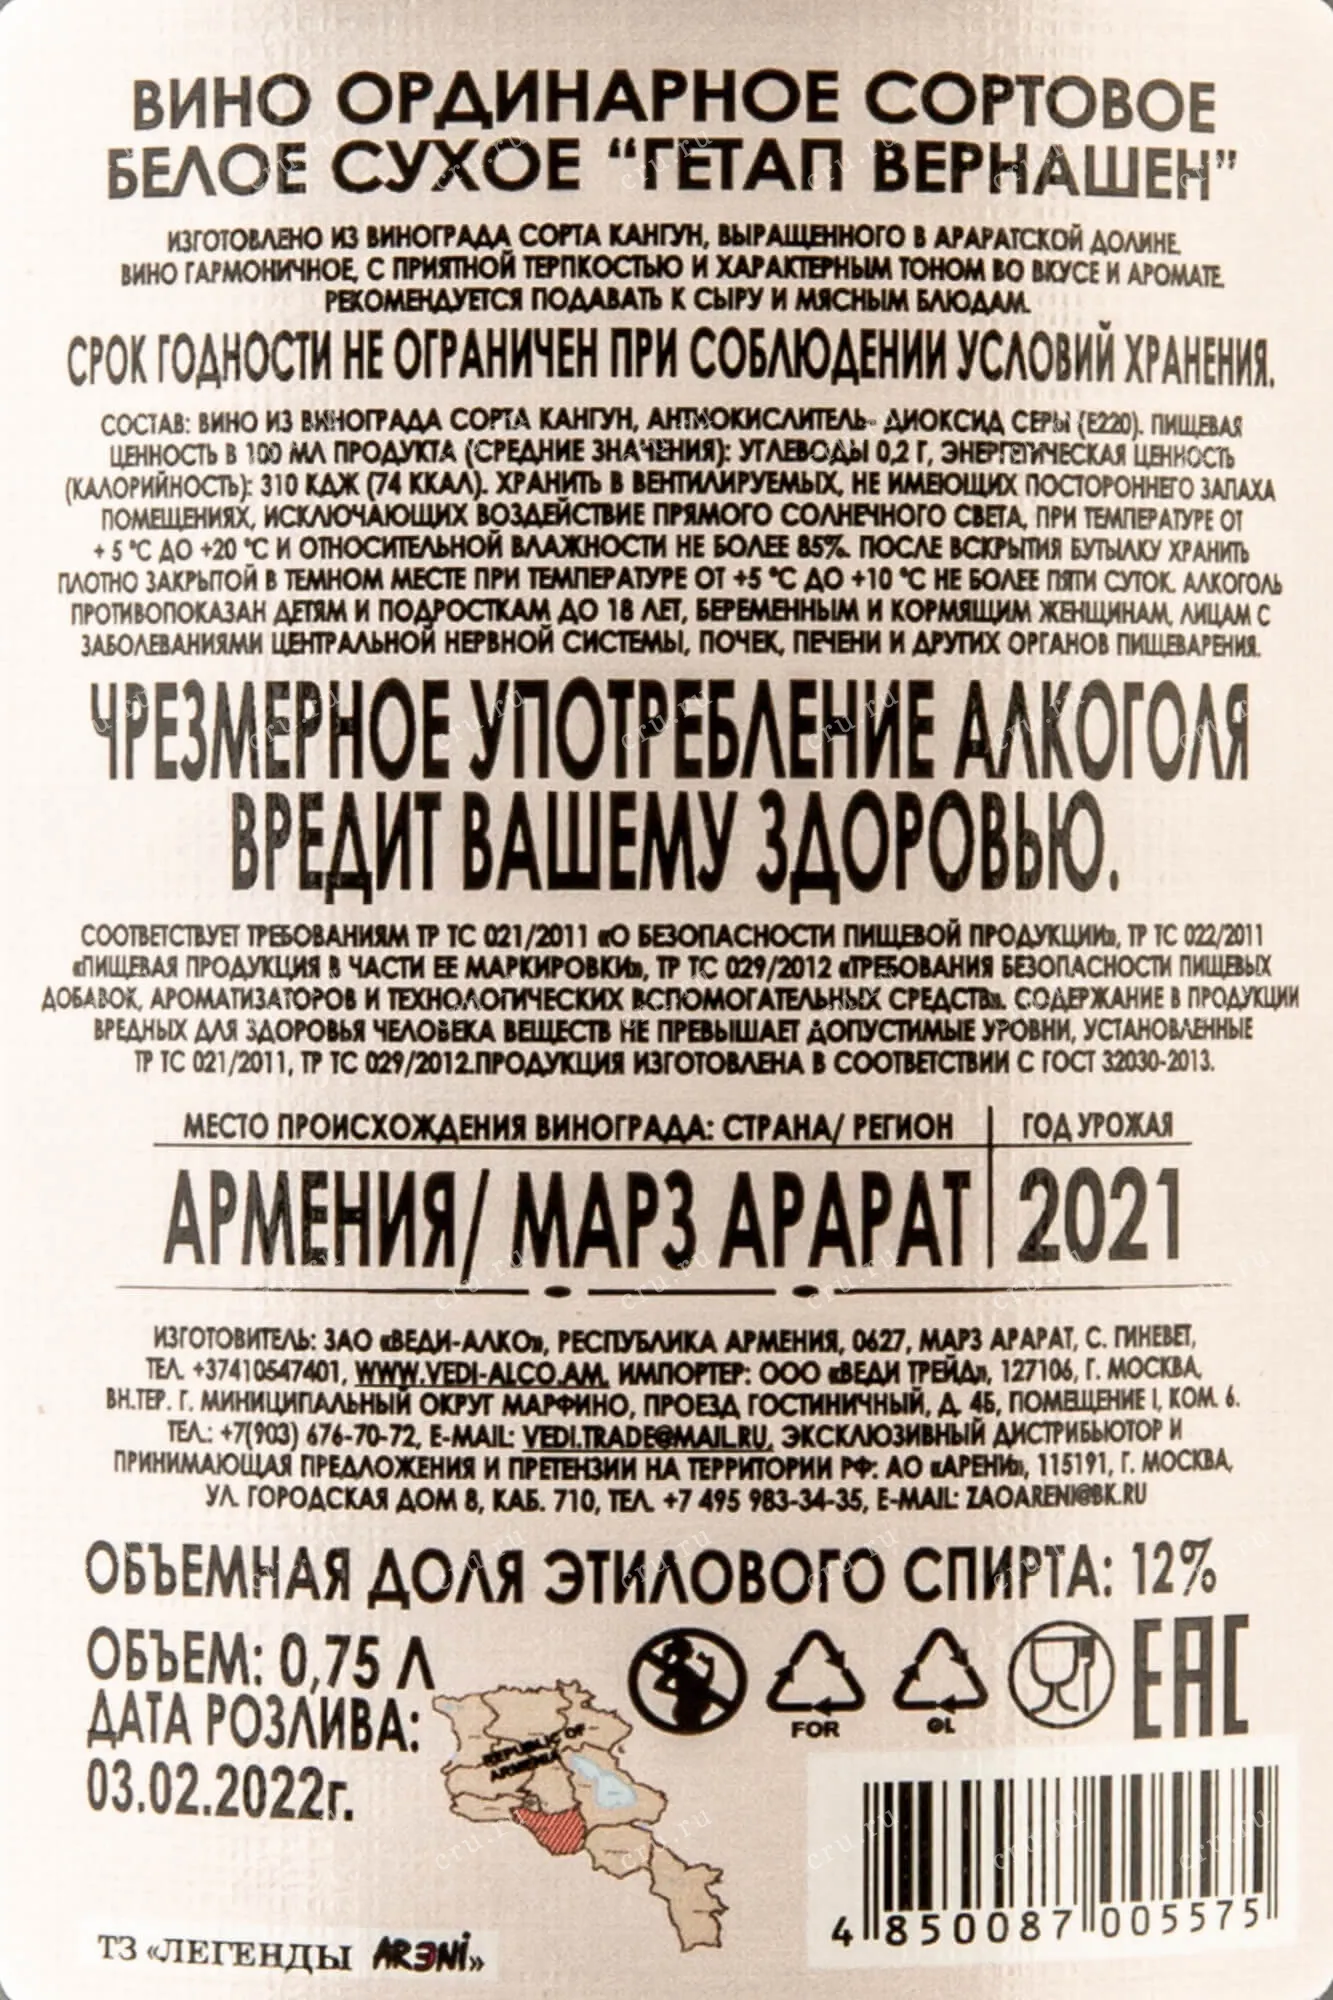 ВИНО ОРДИНАРНОЕ СОРТОВОЕ
БЕЛОЕ СУХОЕ “ГЕТАП ВЕРНАШЕН”
ИЗГОТОВЛЕНО ИЗ ВИНОГРАДА СОРТА КАНГУН, ВЫРАЩЕННОГО В АРАРАТСКОЙ ДОЛИНЕ.
ВИНО ГАРМОНИЧНОЕ, С ПРИЯТНОЙ ТЕРПКОСТЬЮ И ХАРАКТЕРНЫМ ТОНОМ ВО ВКУСЕ И АРОМАТЕ.
РЕКОМЕНДУЕТСЯ ПОДАВАТЬ К СЫРУ И МЯСНЫМ БЛЮДАМ.
СРОК ГОДНОСТИ НЕ ОГРАНИЧЕН ПРИ СОБЛЮДЕНИИ УСЛОВИЙ ХРАНЕНИЯ.
СОСТАВ: ВИНО ИЗ ВИНОГРАДА СОРТА КАНГУН, АНТИОКИСЛИТЕЛЬ- ДИОКСИД СЕРЫ (Е220). ПИЩЕВАЯ
ЦЕННОСТЬ В 100 МЛ ПРОДУКТА (СРЕДНИЕ ЗНАЧЕНИЯ): УГЛЕВОДЫ 0,2 Г, ЭНЕРГЕТИЧЕСКАЯ ЦЕННОСТЬ
(КАЛОРИЙНОСТЬ): 310 КДЖ (74 ККАЛ). ХРАНИТЬ В ВЕНТИЛИРУЕМЫХ, НЕ ИМЕЮЩИХ ПОСТОРОННЕГО ЗАПАХА
ПОМЕЩЕНИЯХ, ИСКЛЮЧАЮЩИХ ВОЗДЕЙСТВИЕ ПРЯМОГО СОЛНЕЧНОГО СВЕТА, ПРИ ТЕМПЕРАТУРЕ ОТ
+ 5 °С ДО +20 °С И ОТНОСИТЕЛЬНОЙ ВЛАЖНОСТИ НЕ БОЛЕЕ 85%. ПОСЛЕ ВСКРЫТИЯ БУТЫЛКУ ХРАНИТЬ
ПЛОТНО ЗАКРЫТОЙ В ТЕМНОМ МЕСТЕ ПРИ ТЕМПЕРАТУРЕ ОТ +5 °С ДО +10 °С НЕ БОЛЕЕ ПЯТИ СУТОК. АЛКОГОЛЬ
ПРОТИВОПОКАЗАН ДЕТЯМ И ПОДРОСТКАМ ДО 18 ЛЕТ, БЕРЕМЕННЫМ И КОРМЯЩИМ ЖЕНЩИНАМ, ЛИЦАМ С
ЗАБОЛЕВАНИЯМИ ЦЕНТРАЛЬНОЙ НЕРВНОЙ СИСТЕМЫ, ПОЧЕК, ПЕЧЕНИ И ДРУГИХ ОРГАНОВ ПИЩЕВАРЕНИЯ.
ЧРЕЗМЕРНОЕ УПОТРЕБЛЕНИЕ АЛКОГОЛЯ
ВРЕДИТ ВАШЕМУ ЗДОРОВЬЮ.
СООТВЕТСТВУЕТ ТРЕБОВАНИЯМ ТР ТС 021/2011 «О БЕЗОПАСНОСТИ ПИЩЕВОЙ ПРОДУКЦИИ», ТР ТС 022/2011
«ПИЩЕВАЯ ПРОДУКЦИЯ В ЧАСТИ ЕЕ МАРКИРОВКИ», ТР ТС 029/2012 «ТРЕБОВАНИЯ БЕЗОПАСНОСТИ ПИЩЕВЫХ
ДОБАВОК, АРОМАТИЗАТОРОВ И ТЕХНОЛОГИЧЕСКИХ ВСПОМОГАТЕЛЬНЫХ СРЕДСТВ». СОДЕРЖАНИЕ В ПРОДУКЦИИ
ВРЕДНЫХ ДЛЯ ЗДОРОВЬЯ ЧЕЛОВЕКА ВЕЩЕСТВ НЕ ПРЕВЫШАЕТ ДОПУСТИМЫЕ УРОВНИ, УСТАНОВЛЕННЫЕ
ТР ТС 021/2011, ТР ТС 029/2012.ПРОДУКЦИЯ ИЗГОТОВЛЕНА В СООТВЕТСТВИИ С ГОСТ 32030-2013.
МЕСТО ПРОИСХОЖДЕНИЯ ВИНОГРАДА: СТРАНА/ РЕГИОН ГОД УРОЖАЯ
АРМЕНИЯ/ МАРЗ АРАРАТ 2021
ИЗГОТОВИТЕЛЬ: ЗАО «ВЕДИ-АЛКО», РЕСПУБЛИКА АРМЕНИЯ, 0627, МАРЗ АРАРАТ, С. ГИНЕВЕТ,
ТЕЛ. +37410547401, WWW.VEDI-ALCO.AM. ИМПОРТЕР: ООО «ВЕДИ ТРЕЙД», 127106, Г. МОСКВА,
ВН.ТЕР. Г. МУНИЦИПАЛЬНЫЙ ОКРУГ МАРФИНО, ПРОЕЗД ГОСТИНИЧНЫЙ, Д. 4Б, ПОМЕЩЕНИЕ I, КОМ. 6.
ТЕЛ.: +7(903) 676-70-72, E-MAIL: VEDI.TRADE@MAIL.RU, ЭКСКЛЮЗИВНЫЙ ДИСТРИБЬЮТОР И
ПРИНИМАЮЩАЯ ПРЕДЛОЖЕНИЯ И ПРЕТЕНЗИИ НА ТЕРРИТОРИИ РФ: АО «АРЕНИ», 115191, Г. МОСКВА,
УЛ. ГОРОДСКАЯ ДОМ 8, КАБ. 710, ТЕЛ. +7 495 983-34-35, E-MAIL: ZAOARENI@BK.RU
ОБЪЕМНАЯ ДОЛЯ ЭТИЛОВОГО СПИРТА: 12%
ОБЪЕМ: 0,75 Л
ДАТА РОЗЛИВА:
03.02.2022г.
FOR
GL
EAC
REPUBLIC OF
ARMENIA
4 850087 005575
ТЗ «ЛЕГЕНДЫ ARENI»
cru.ru